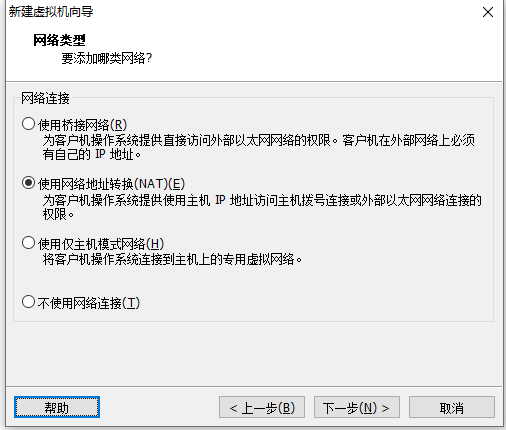 新建虚拟机向导
网络类型
要添加哪类网络?
网络连接
使用桥接网络(R)
为客户机操作系统提供直接访问外部以太网网络的权限。客户机在外部网络上必须
有自己的 IP 地址。
使用网络地址转换(NAT)(E)
为客户机操作系统提供使用主机 IP 地址访问主机拨号连接或外部以太网网络连接的
权限。
使用仅主机模式网络(H)
将客户机操作系统连接到主机上的专用虚拟网络。
不使用网络连接(T)
帮助
< 上一步(B)
下一步(N) >
取消